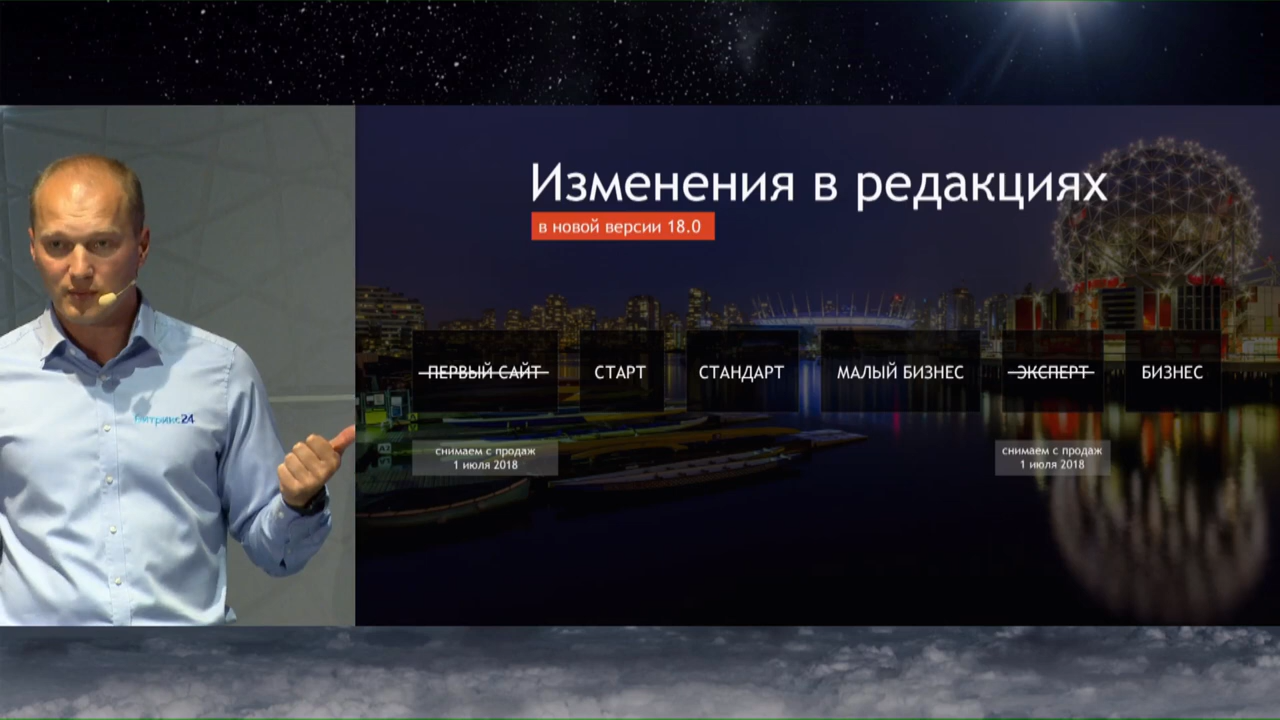 Изменения в редакциях
в новой версии 18.0
ПЕРВЫЙ САЙТ
СТАРТ
СТАНДАРТ
МАЛЫЙ БИЗНЕС
ЭКСПЕРТ
БИЗНЕС
снимаем с продаж
1 июля 2018
снимаем с продаж
1 июля 2018
Битрикс24